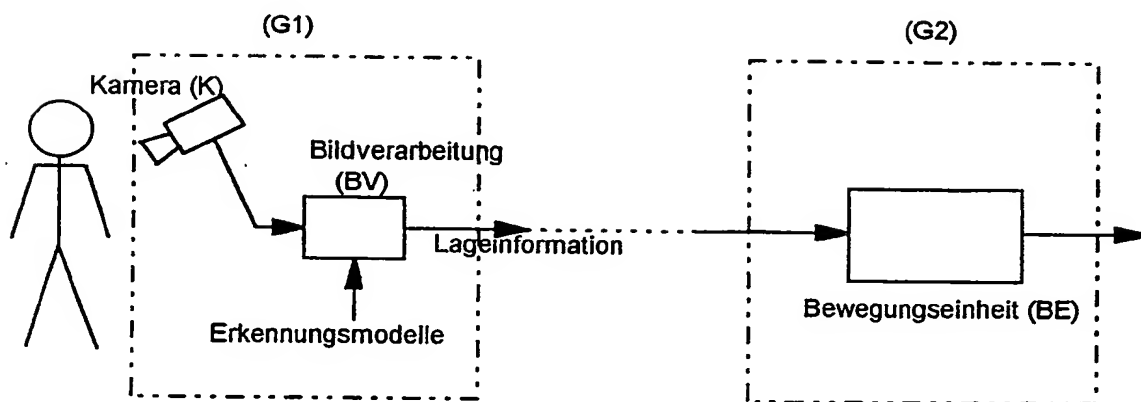 (G1)
(G2)
Kamera (K)
Bildverarbeitung
(BV)
Lageinformation
Erkennungsmodelle
Bewegungseinheit (BE)